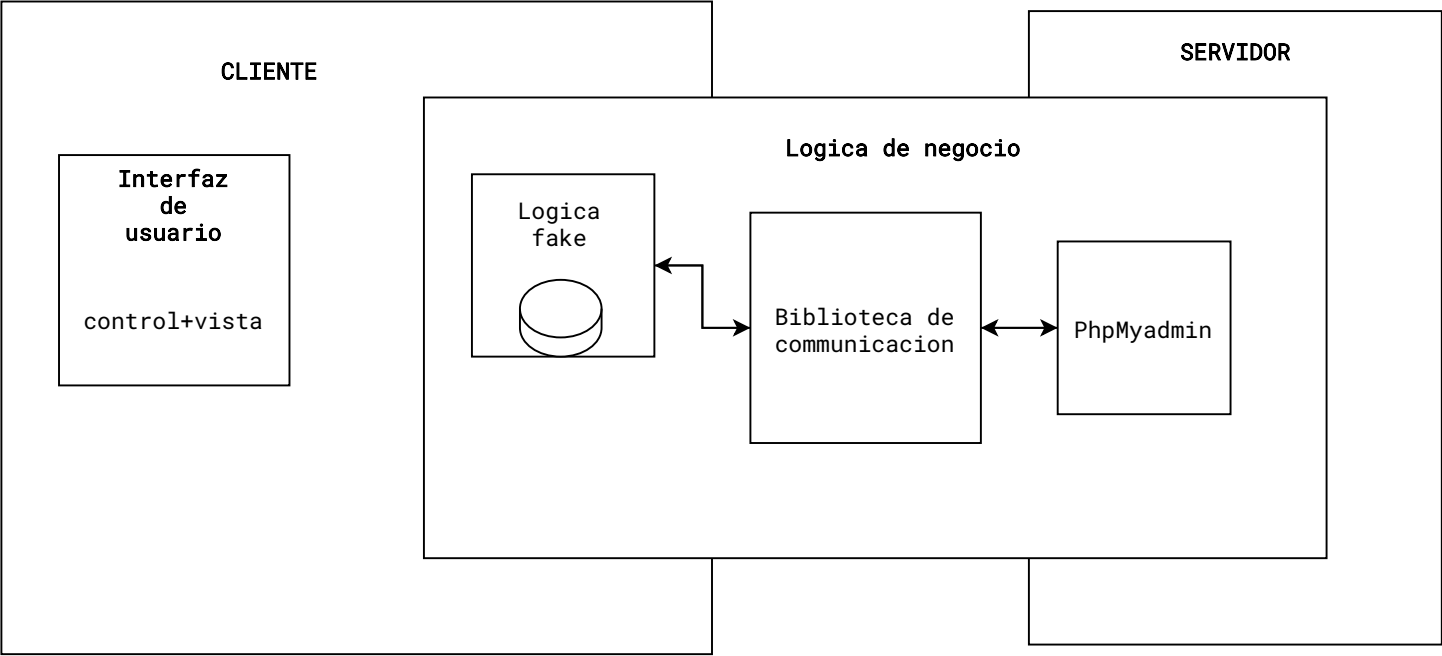 CLIENTE
SERVIDOR
Interfaz
de
usuario
control+vista
Logica de negocio
Logica
fake
Biblioteca de
communicacion
PhpMyadmin